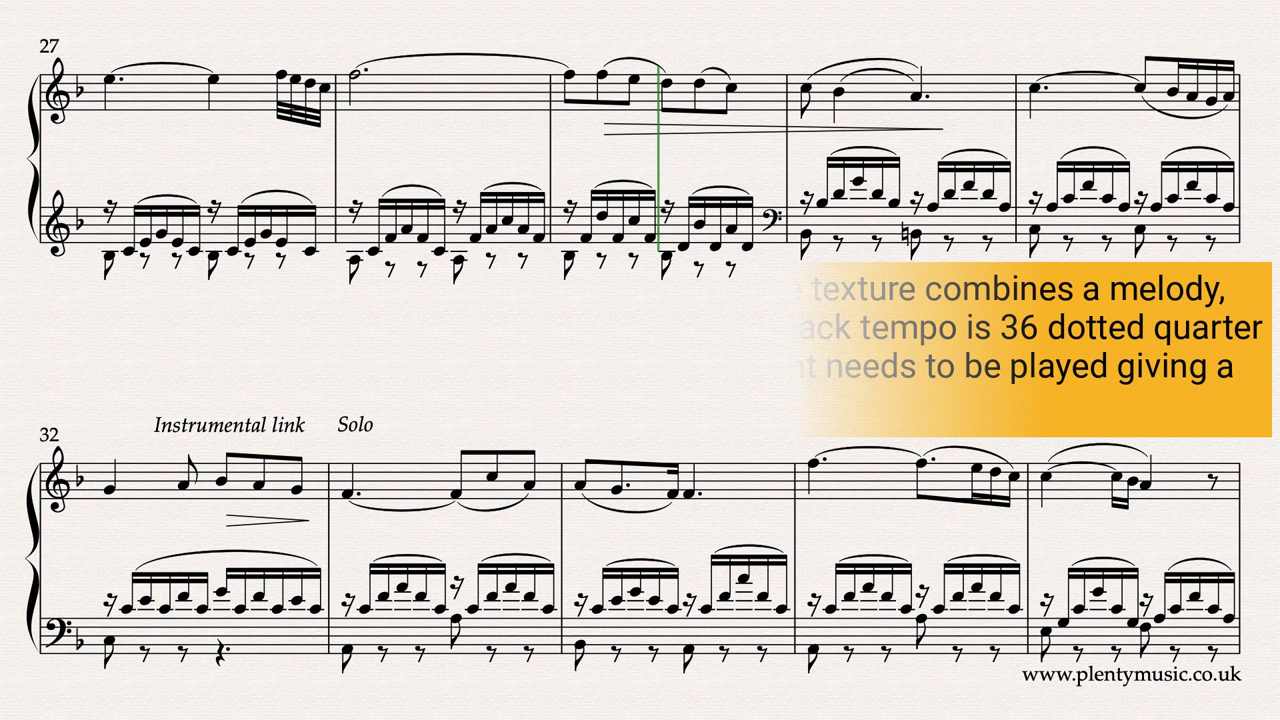 27
texture combines a melody,
tempo is 36 dotted quarter
needs to be played giving a
Instrumental link Solo
32
www.plentymusic.co.uk